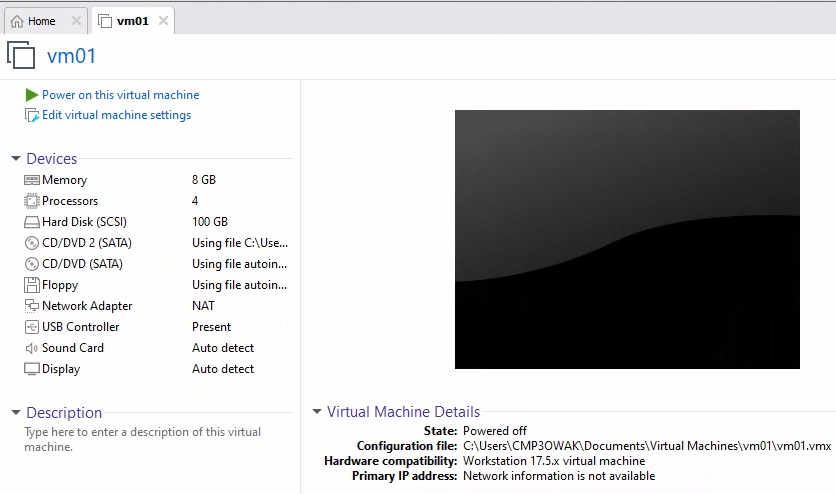 Home
vm01
vm01
Power on this virtual machine
Edit virtual machine settings
Devices
Memory 8 GB
Processors 4
Hard Disk (SCSI) 100 GB
CD/DVD 2 (SATA) Using file C:\Use...
CD/DVD (SATA) Using file autoin...
Floppy Using file autoin...
Network Adapter NAT
USB Controller Present
Sound Card Auto detect
Display Auto detect
Description
Type here to enter a description of this virtual
machine.
Virtual Machine Details
State: Powered off
Configuration file: C:\Users\CMP3OWAK\Documents\Virtual Machines\vm01\vm01.vmx
Hardware compatibility: Workstation 17.5.x virtual machine
Primary IP address: Network information is not available